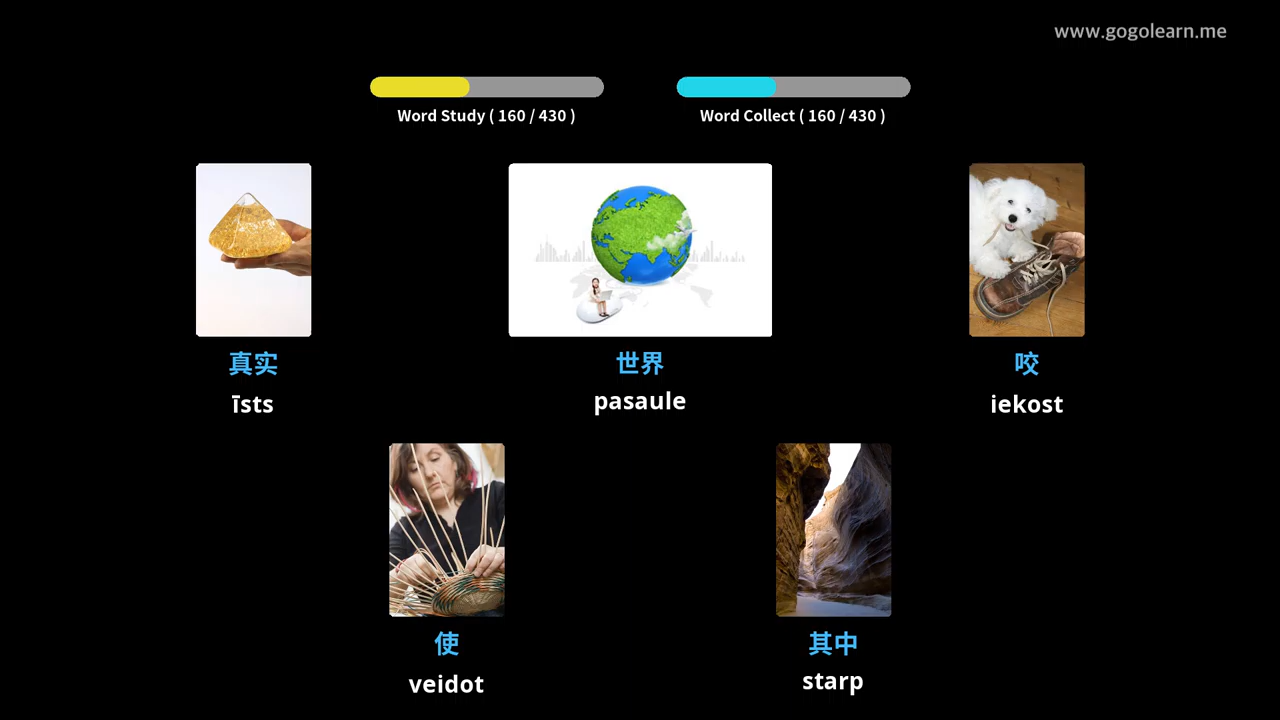 www.gogolearn.me
Word Study ( 160 / 430 )
Word Collect ( 160 / 430 )
真实
īsts
世界
pasaule
咬
iekost
使
veidot
其中
starp